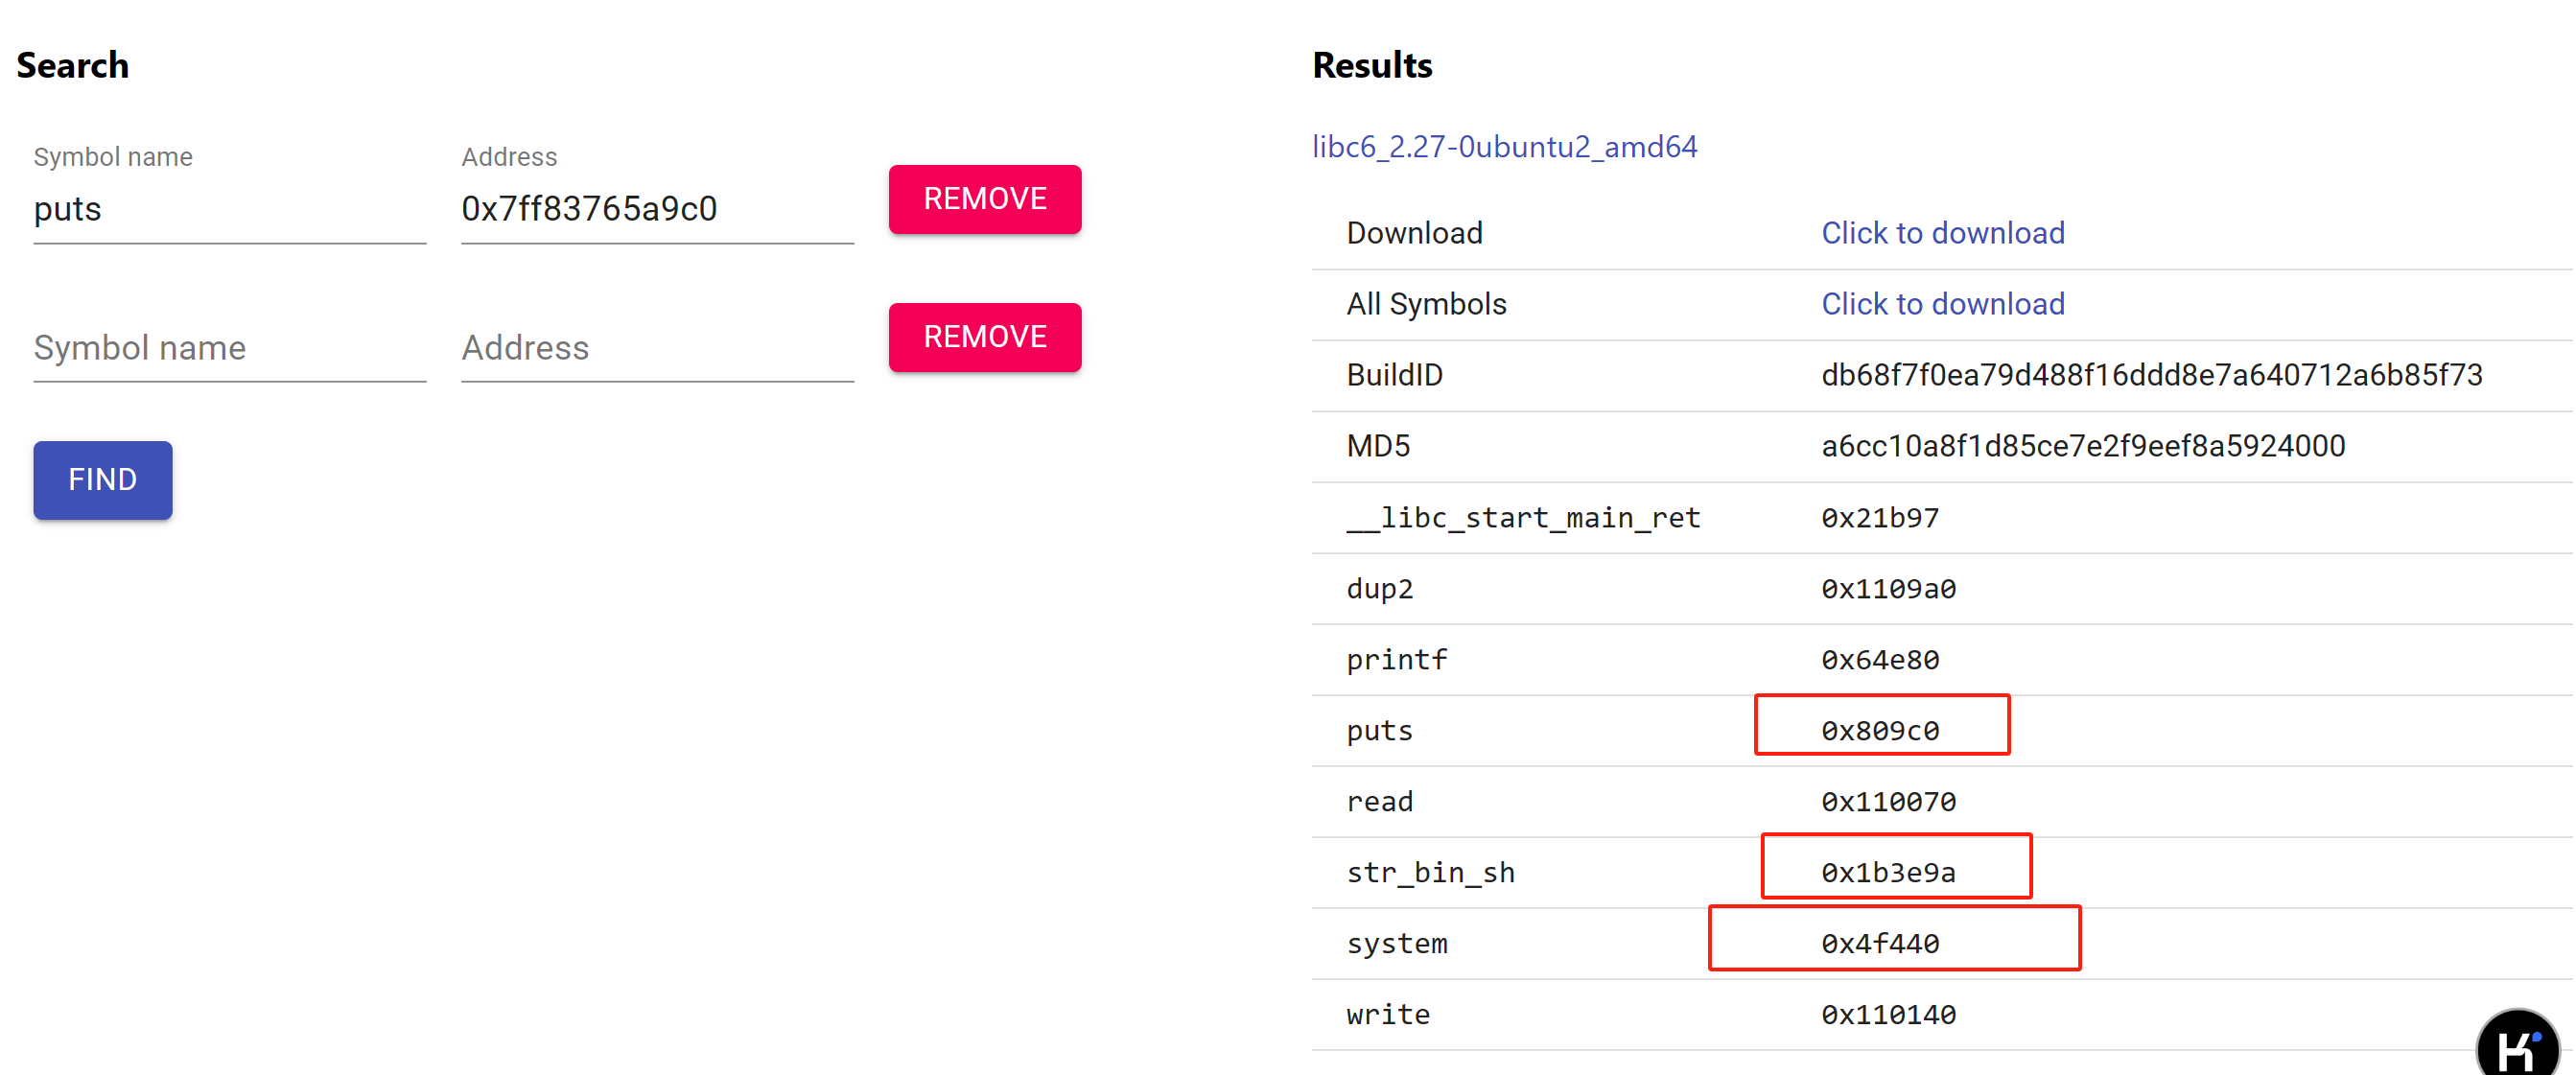 Search
Symbol name
puts
Address
0x7ff83765a9c0
REMOVE
Symbol name
Address
REMOVE
FIND
Results
libc6_2.27-0ubuntu2_amd64
Download Click to download
All Symbols Click to download
BuildID db68f7f0ea79d488f16ddd8e7a640712a6b85f73
MD5 a6cc10a8f1d85ce7e2f9eef8a5924000
__libc_start_main_ret 0x21b97
dup2 0x1109a0
printf 0x64e80
puts 0x809c0
read 0x110070
str_bin_sh 0x1b3e9a
system 0x4f440
write 0x110140